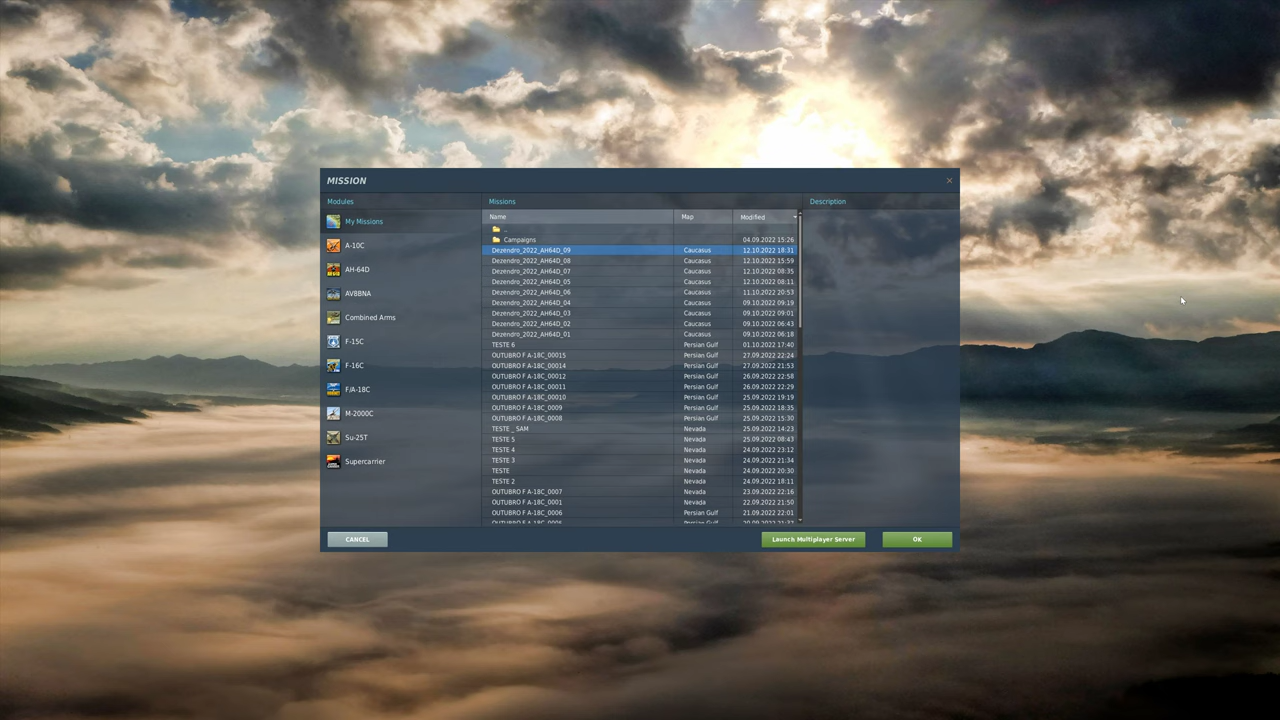 MISSION
Modules Missions Description
My Missions
A-10C
AH-64D
AV8BNA
Combined Arms
F-15C
F-16C
F/A-18C
M-2000C
Su-25T
Supercarrier
Name Map Modified
..
Campaigns 04.09.2022 15:26
Dezendro_2022_AH64D_09 Caucasus 12.10.2022 18:31
Dezendro_2022_AH64D_08 Caucasus 12.10.2022 15:59
Dezendro_2022_AH64D_07 Caucasus 12.10.2022 08:35
Dezendro_2022_AH64D_05 Caucasus 12.10.2022 08:11
Dezendro_2022_AH64D_06 Caucasus 11.10.2022 20:53
Dezendro_2022_AH64D_04 Caucasus 09.10.2022 09:19
Dezendro_2022_AH64D_03 Caucasus 09.10.2022 09:01
Dezendro_2022_AH64D_02 Caucasus 09.10.2022 06:43
Dezendro_2022_AH64D_01 Caucasus 09.10.2022 06:18
TESTE 6 Persian Gulf 01.10.2022 17:40
OUTUBRO F A-18C_00015 Persian Gulf 27.09.2022 22:24
OUTUBRO F A-18C_00014 Persian Gulf 27.09.2022 21:53
OUTUBRO F A-18C_00012 Persian Gulf 26.09.2022 22:58
OUTUBRO F A-18C_00011 Persian Gulf 26.09.2022 22:29
OUTUBRO F A-18C_00010 Persian Gulf 25.09.2022 19:19
OUTUBRO F A-18C_0009 Persian Gulf 25.09.2022 18:35
OUTUBRO F A-18C_0008 Persian Gulf 25.09.2022 15:30
TESTE _ SAM Nevada 25.09.2022 14:23
TESTE 5 Nevada 25.09.2022 08:43
TESTE 4 Nevada 24.09.2022 23:12
TESTE 3 Nevada 24.09.2022 21:34
TESTE Nevada 24.09.2022 20:30
TESTE 2 Nevada 24.09.2022 18:11
OUTUBRO F A-18C_0007 Nevada 23.09.2022 22:16
OUTUBRO F A-18C_0001 Nevada 22.09.2022 21:50
OUTUBRO F A-18C_0006 Persian Gulf 21.09.2022 22:01
CANCEL Launch Multiplayer Server OK